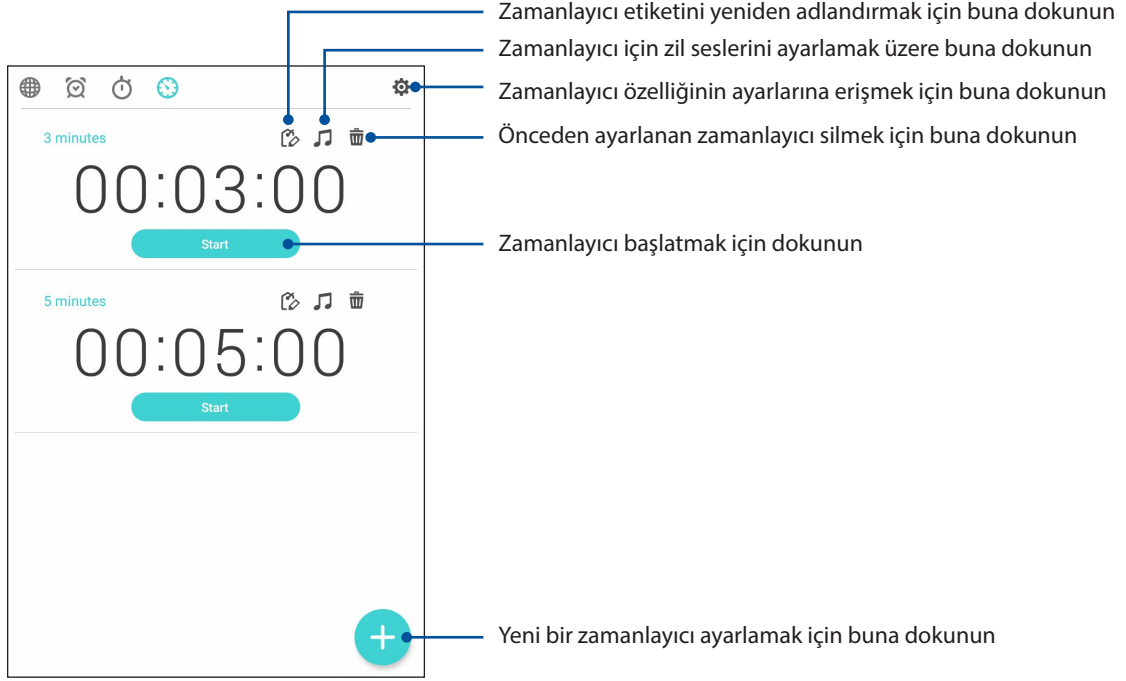 Zamanlayıcı etiketini yeniden adlandırmak için buna dokunun
Zamanlayıcı için zil seslerini ayarlamak üzere buna dokunun
Zamanlayıcı özelliğinin ayarlarına erişmek için buna dokunun
Önceden ayarlanan zamanlayıcı silmek için buna dokunun
3 minutes
00:03:00
Start
Zamanlayıcı başlatmak için dokunun
5 minutes
00:05:00
Start
Yeni bir zamanlayıcı ayarlamak için buna dokunun